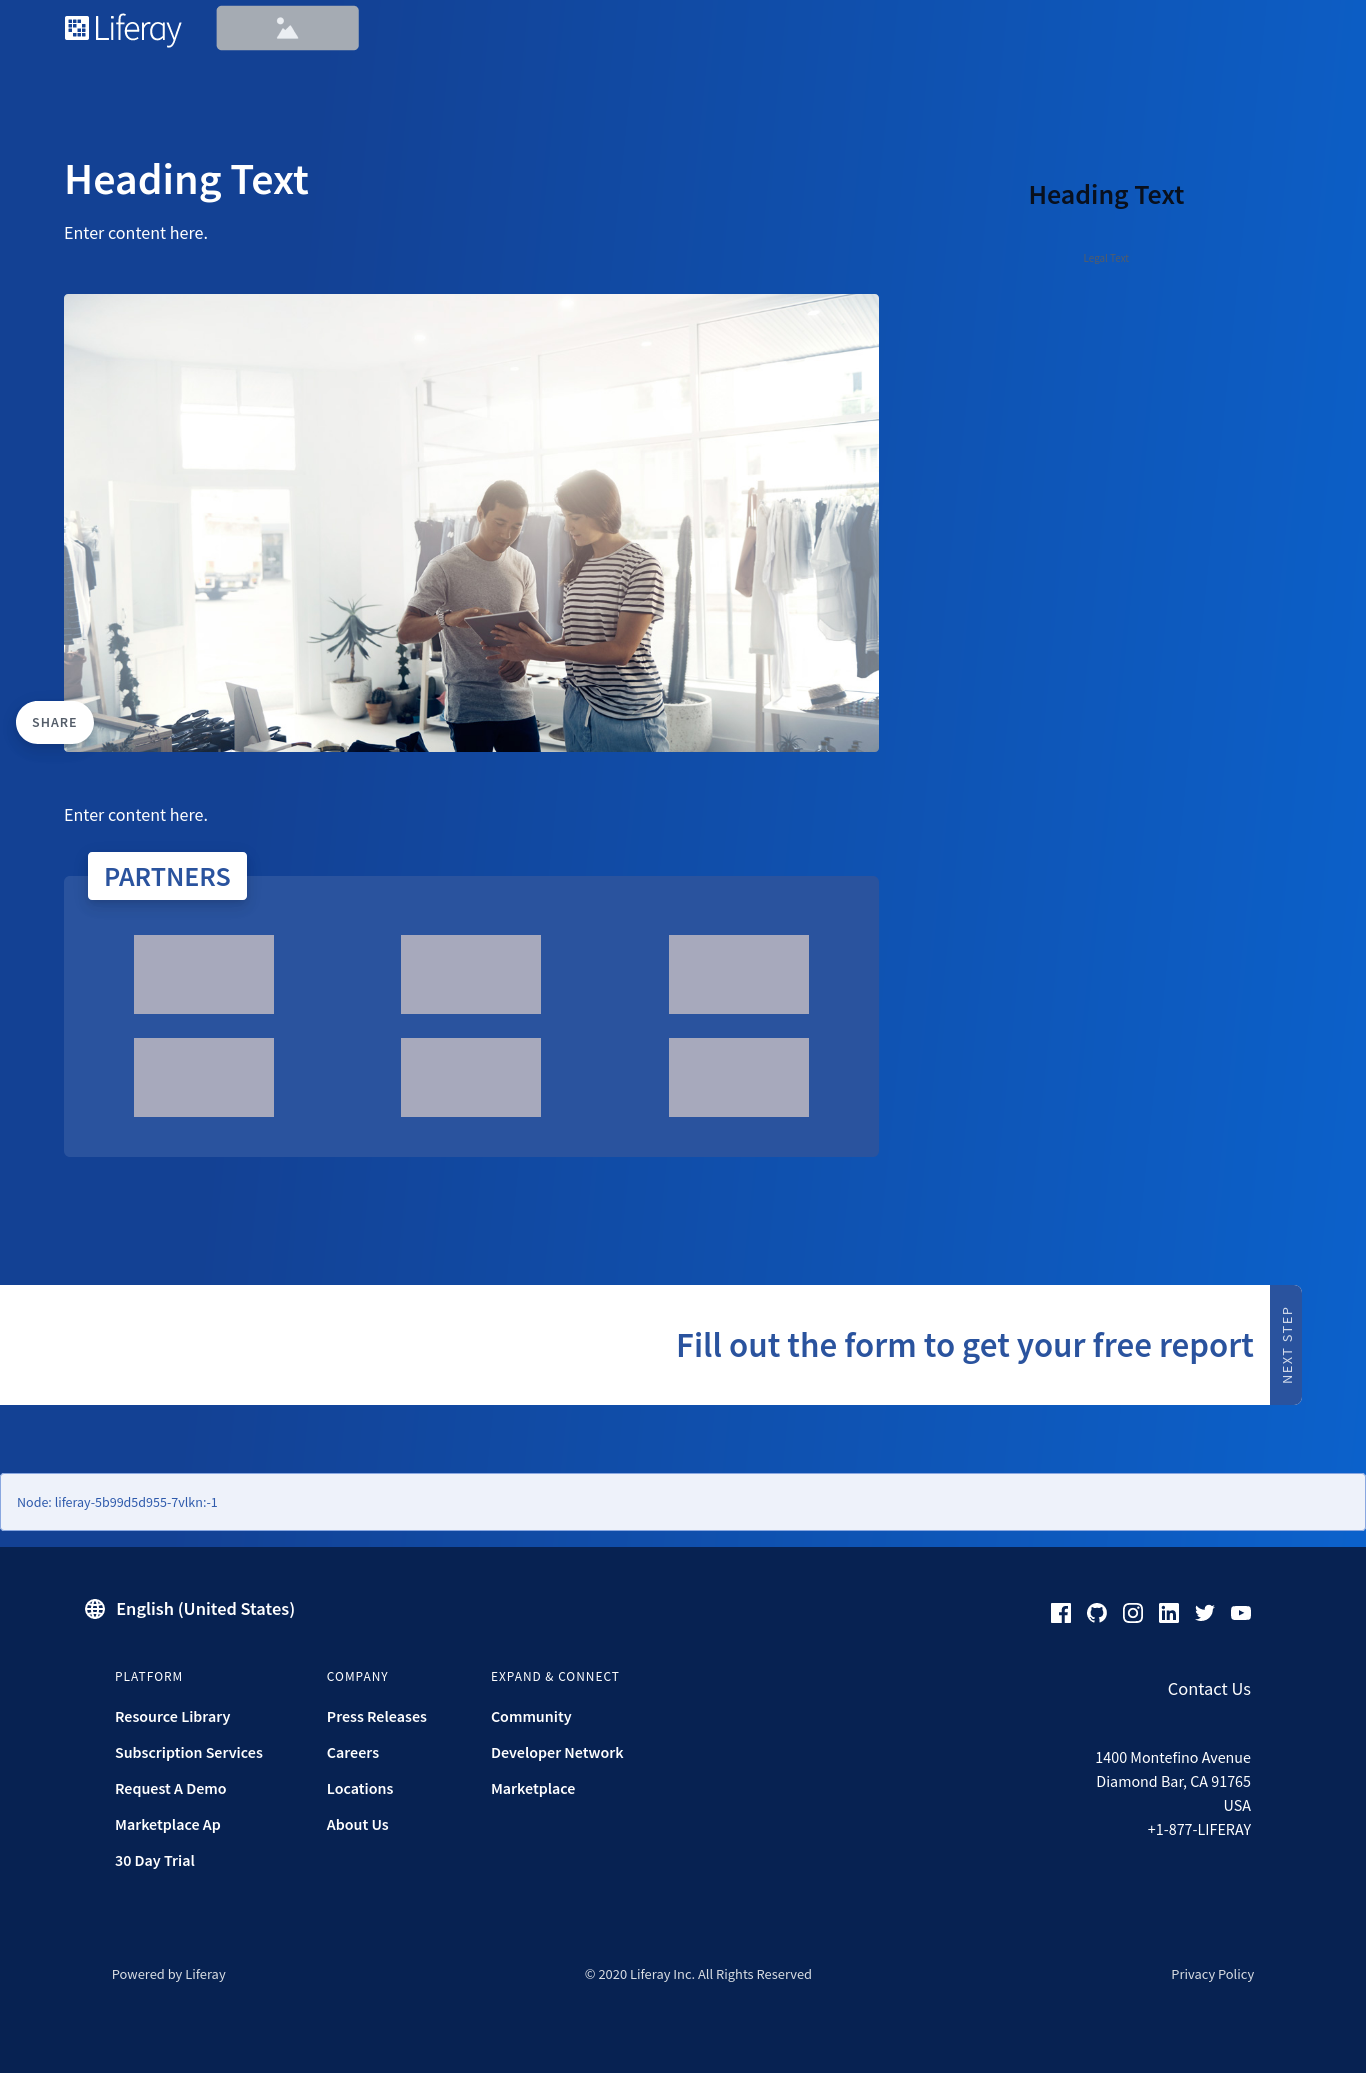 Liferay
Heading Text
Enter content here.
Heading Text
Legal Text
SHARE
Enter content here.
PARTNERS
Fill out the form to get your free report
NEXT STEP
Node: liferay-5b99d5d955-7vlkn:-1
English (United States)
PLATFORM
Resource Library
Subscription Services
Request A Demo
Marketplace Ap
30 Day Trial
COMPANY
Press Releases
Careers
Locations
About Us
EXPAND & CONNECT
Community
Developer Network
Marketplace
Contact Us
1400 Montefino Avenue
Diamond Bar, CA 91765
USA
+1-877-LIFERAY
Powered by Liferay
© 2020 Liferay Inc. All Rights Reserved
Privacy Policy